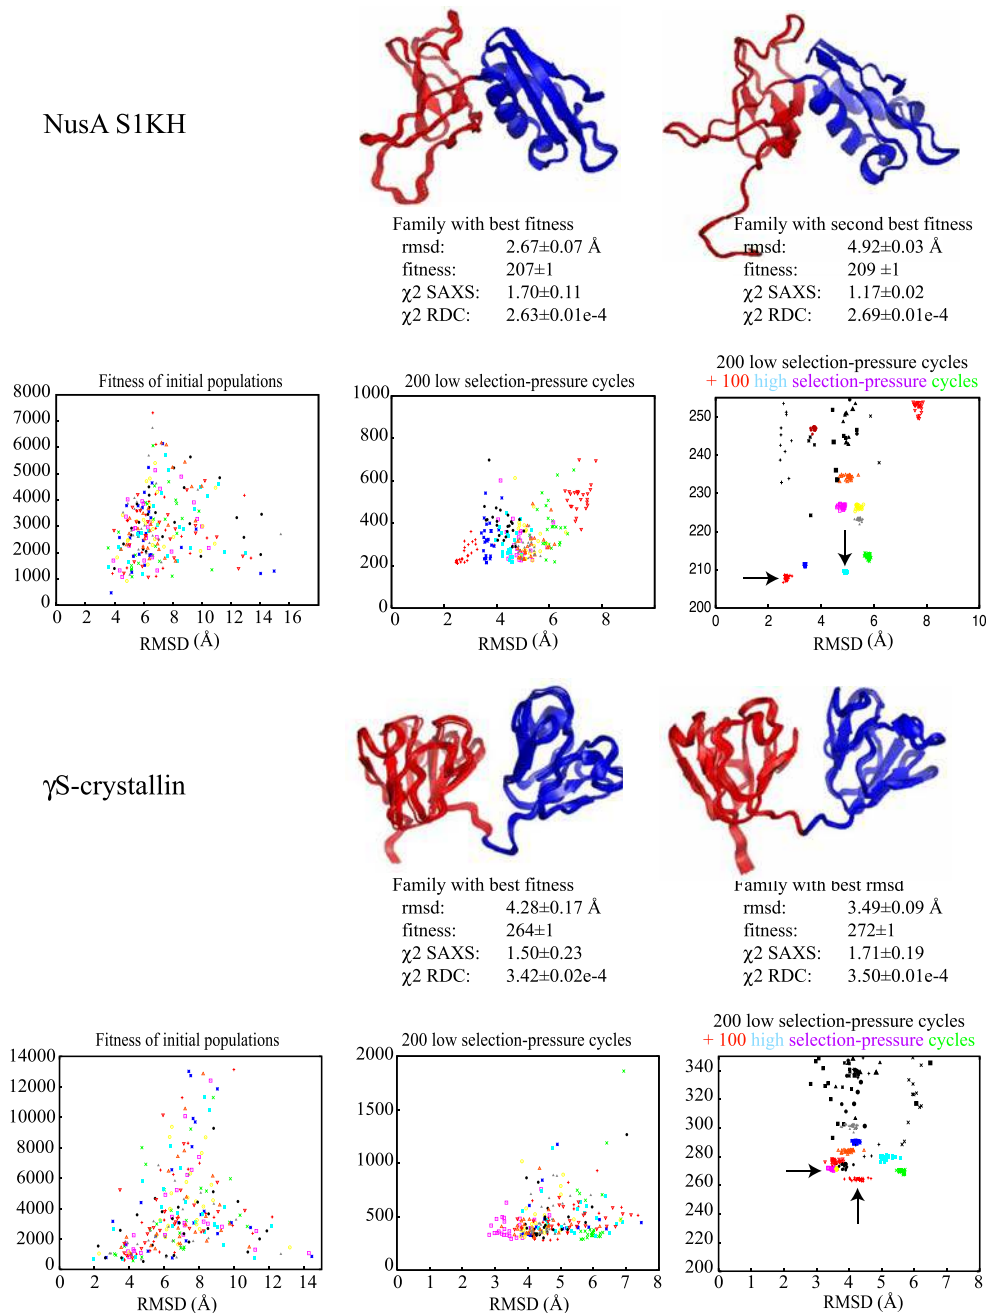 NusA S1KH
Family with best fitness
rmsd: 2.67±0.07 Å
fitness: 207±1
χ2 SAXS: 1.70±0.11
χ2 RDC: 2.63±0.01e-4
Family with second best fitness
rmsd: 4.92±0.03 Å
fitness: 209 ±1
χ2 SAXS: 1.17±0.02
χ2 RDC: 2.69±0.01e-4
Fitness of initial populations
8000
7000
6000
5000
4000
3000
2000
1000
0
0 2 4 6 8 10 12 14 16
RMSD (Å)
200 low selection-pressure cycles
1000
800
600
400
200
0
0 2 4 6 8
RMSD (Å)
200 low selection-pressure cycles
+ 100 high selection-pressure cycles
250
240
230
220
210
200
0 2 4 6 8 10
RMSD (Å)
γS-crystallin
Family with best fitness
rmsd: 4.28±0.17 Å
fitness: 264±1
χ2 SAXS: 1.50±0.23
χ2 RDC: 3.42±0.02e-4
Family with best rmsd
rmsd: 3.49±0.09 Å
fitness: 272±1
χ2 SAXS: 1.71±0.19
χ2 RDC: 3.50±0.01e-4
Fitness of initial populations
14000
12000
10000
8000
6000
4000
2000
0
0 2 4 6 8 10 12 14
RMSD (Å)
200 low selection-pressure cycles
2000
1500
1000
500
0
0 1 2 3 4 5 6 7 8
RMSD (Å)
200 low selection-pressure cycles
+ 100 high selection-pressure cycles
340
320
300
280
260
240
220
200
0 1 2 3 4 5 6 7 8
RMSD (Å)